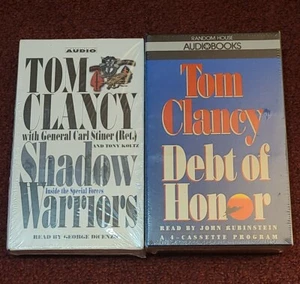 AUDIO
TOM
CLANCY
with General Carl Stiner (Ret.)
AND TONY KOLTZ
Shadow
Inside the Special Forces
Warriors
READ BY GEORGE DICENZO
RANDOM HOUSE
AUDIOBOOKS
Tom
Clancy
Debt of
Honor
READ BY JOHN RUBINSTEIN
A 4-CASSETTE PROGRAM